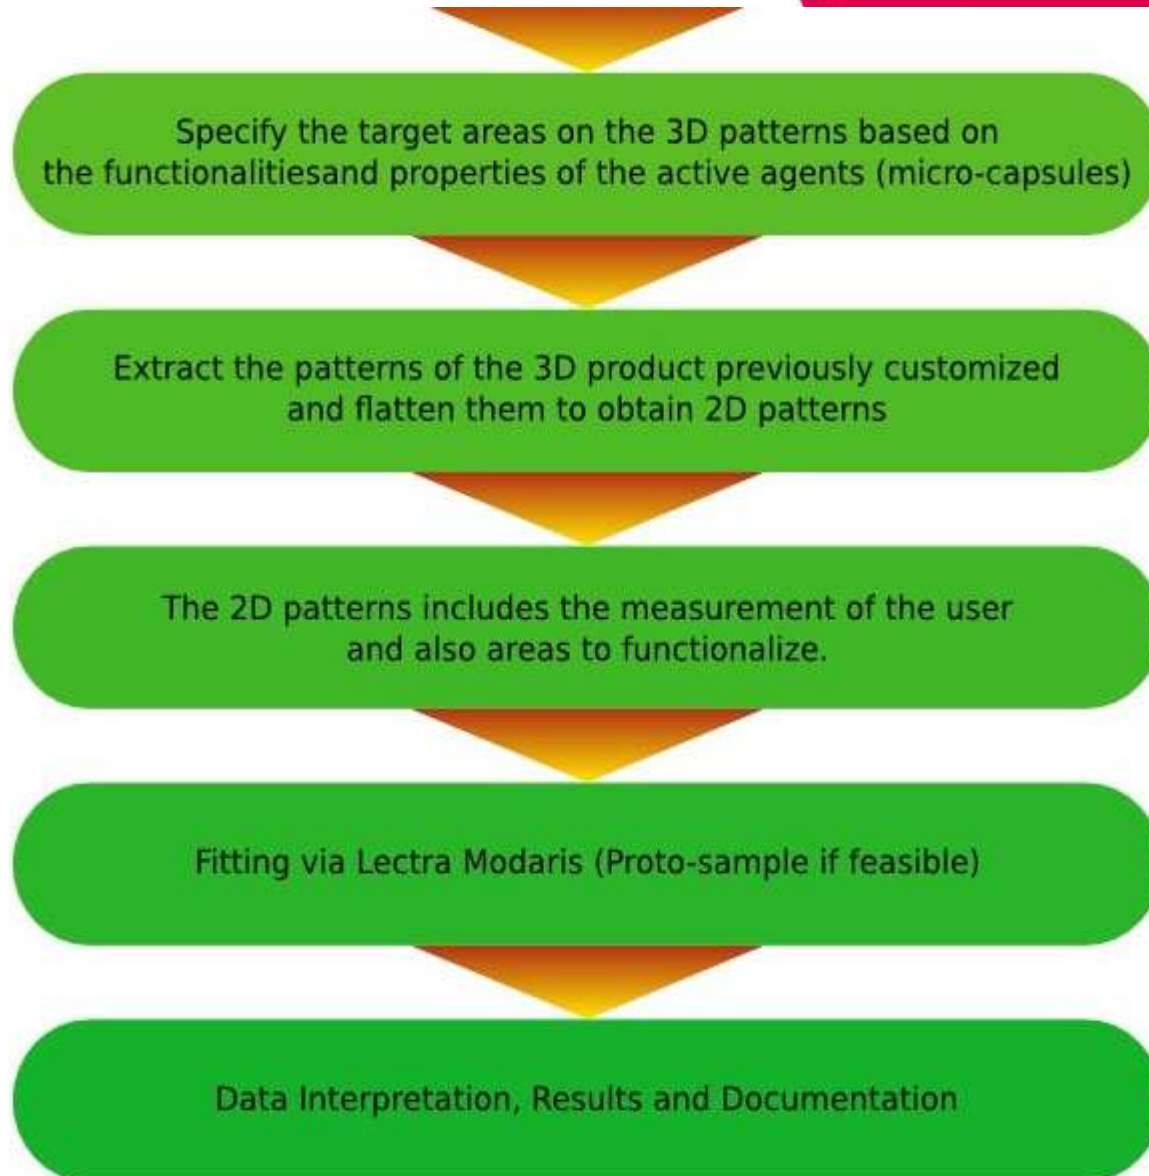 Specify the target areas on the 3D patterns based on
the functionalitiesand properties of the active agents (micro-capsules)
Extract the patterns of the 3D product previously customized
and flatten them to obtain 2D patterns
The 2D patterns includes the measurement of the user
and also areas to functionalize.
Fitting via Lectra Modaris (Proto-sample if feasible)
Data Interpretation, Results and Documentation